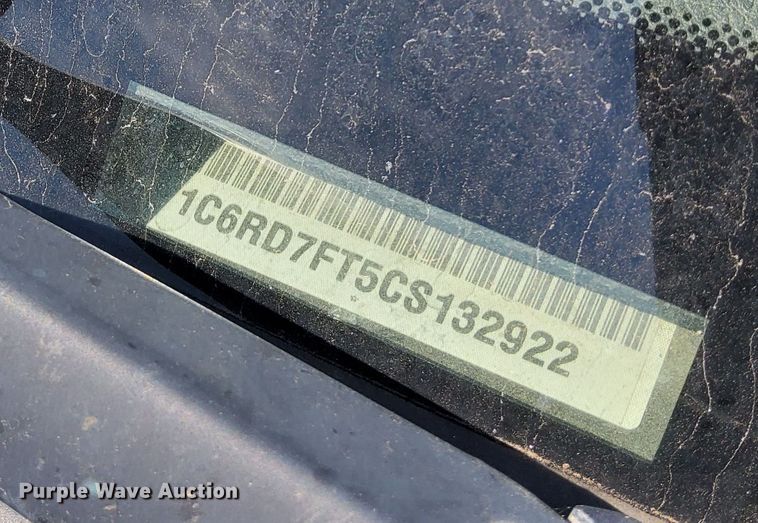 1C6RD7FT5CS132922
Purple Wave Auction